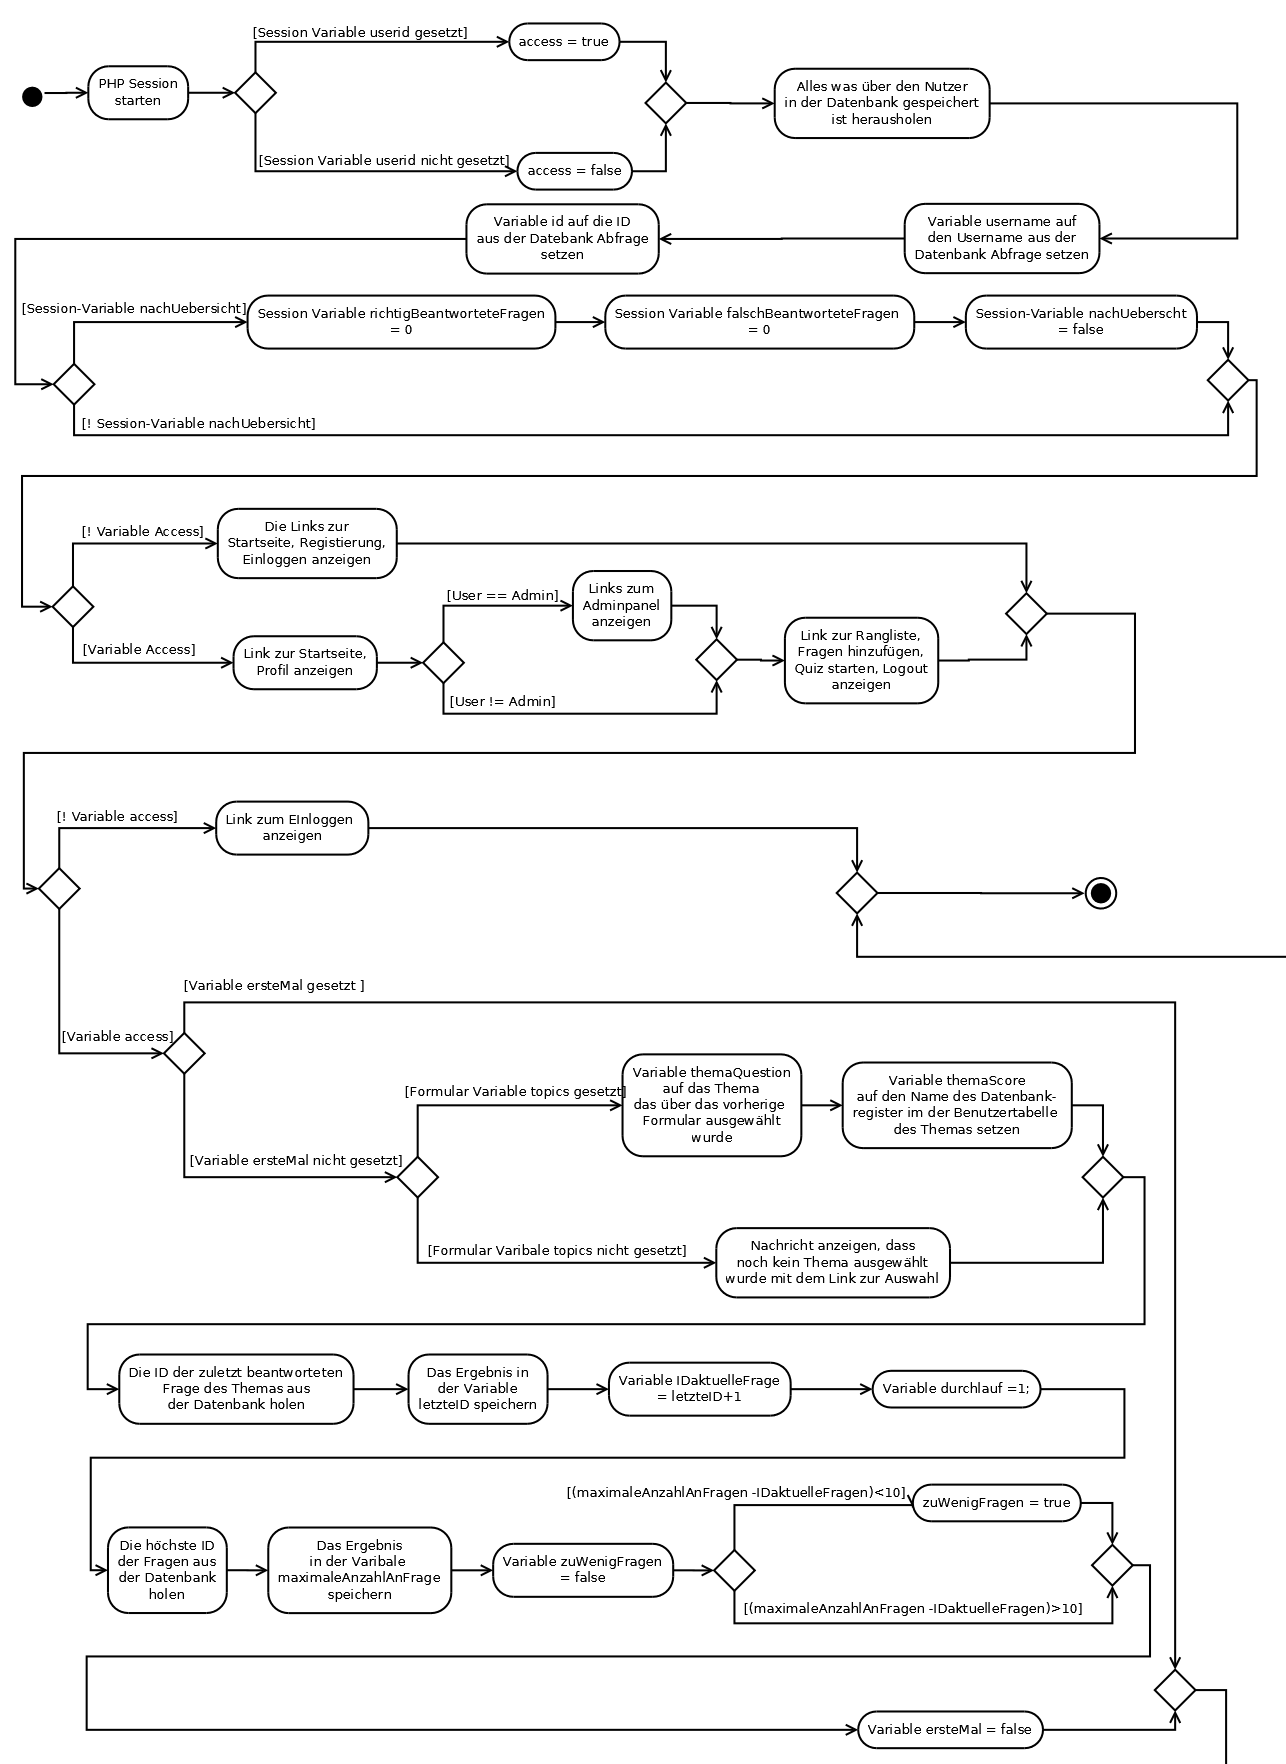 [Session Variable userid gesetzt]
access = true
PHP Session
starten
Alles was über den Nutzer
in der Datenbank gespeichert
ist herausholen
[Session Variable userid nicht gesetzt]
access = false
Variable id auf die ID
aus der Datebank Abfrage
setzen
Variable username auf
den Username aus der
Datenbank Abfrage setzen
[Session-Variable nachUebersicht]
Session Variable richtigBeantworteteFragen
= 0
Session Variable falschBeantworteteFragen
= 0
Session-Variable nachUeberscht
= false
[! Session-Variable nachUebersicht]
[! Variable Access]
Die Links zur
Startseite, Registierung,
Einloggen anzeigen
[User == Admin]
Links zum
Adminpanel
anzeigen
[Variable Access]
Link zur Startseite,
Profil anzeigen
Link zur Rangliste,
Fragen hinzufügen,
Quiz starten, Logout
anzeigen
[User != Admin]
[! Variable access]
Link zum EInloggen
anzeigen
[Variable ersteMal gesetzt ]
[Variable access]
[Formular Variable topics gesetzt]
Variable themaQuestion
auf das Thema
das über das vorherige
Formular ausgewählt
wurde
Variable themaScore
auf den Name des Datenbank-
register im der Benutzertabelle
des Themas setzen
[Variable ersteMal nicht gesetzt]
[Formular Varibale topics nicht gesetzt]
Nachricht anzeigen, dass
noch kein Thema ausgewählt
wurde mit dem Link zur Auswahl
Die ID der zuletzt beantworteten
Frage des Themas aus
der Datenbank holen
Das Ergebnis in
der Variable
letzteID speichern
Variable IDaktuelleFrage
= letzteID+1
Variable durchlauf =1;
[(maximaleAnzahlAnFragen -IDaktuelleFragen)<10]
zuWenigFragen = true
Die höchste ID
der Fragen aus
der Datenbank
holen
Das Ergebnis
in der Varibale
maximaleAnzahlAnFrage
speichern
Variable zuWenigFragen
= false
[(maximaleAnzahlAnFragen -IDaktuelleFragen)>10]
Variable ersteMal = false